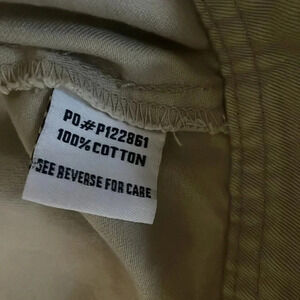 PO#P122861
100% COTTON
SEE REVERSE FOR CARE